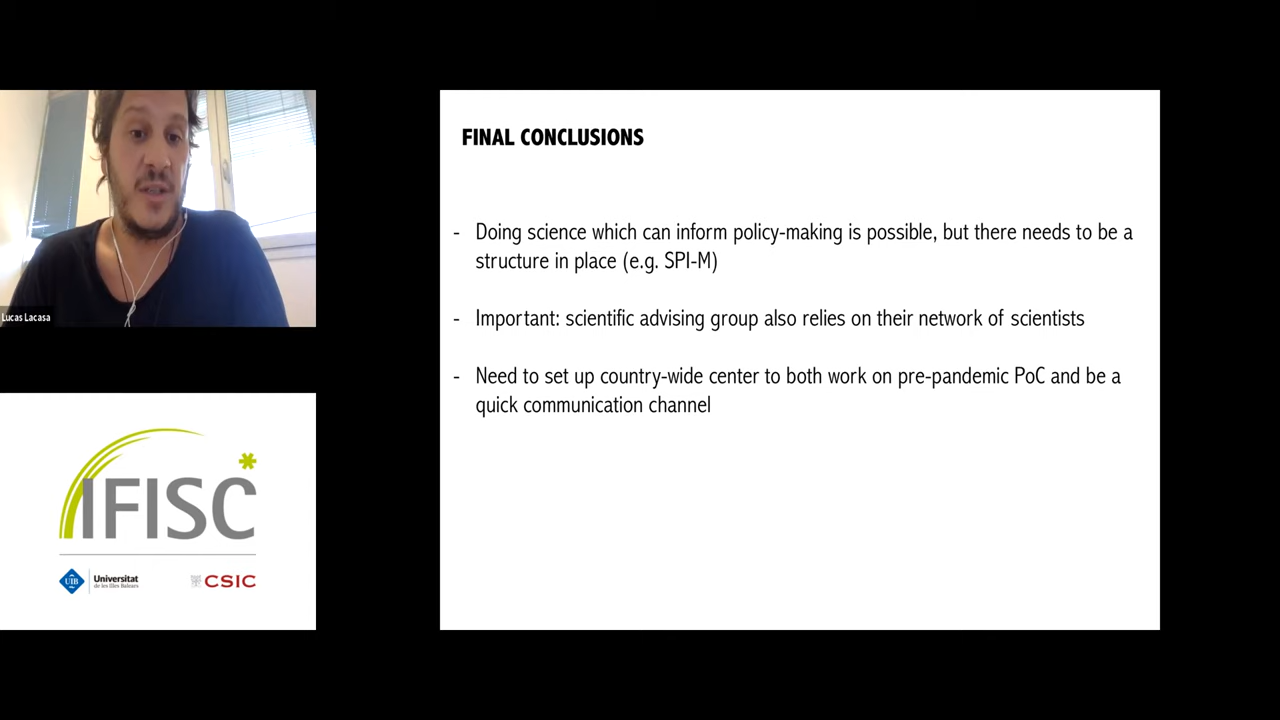 FINAL CONCLUSIONS
- Doing science which can inform policy-making is possible, but there needs to be a
structure in place (e.g. SPI-M)
- Important: scientific advising group also relies on their network of scientists
- Need to set up country-wide center to both work on pre-pandemic PoC and be a
quick communication channel
Lucas Lacasa
IFISC
UIB
Universitat
de les Illes Balears
CSIC